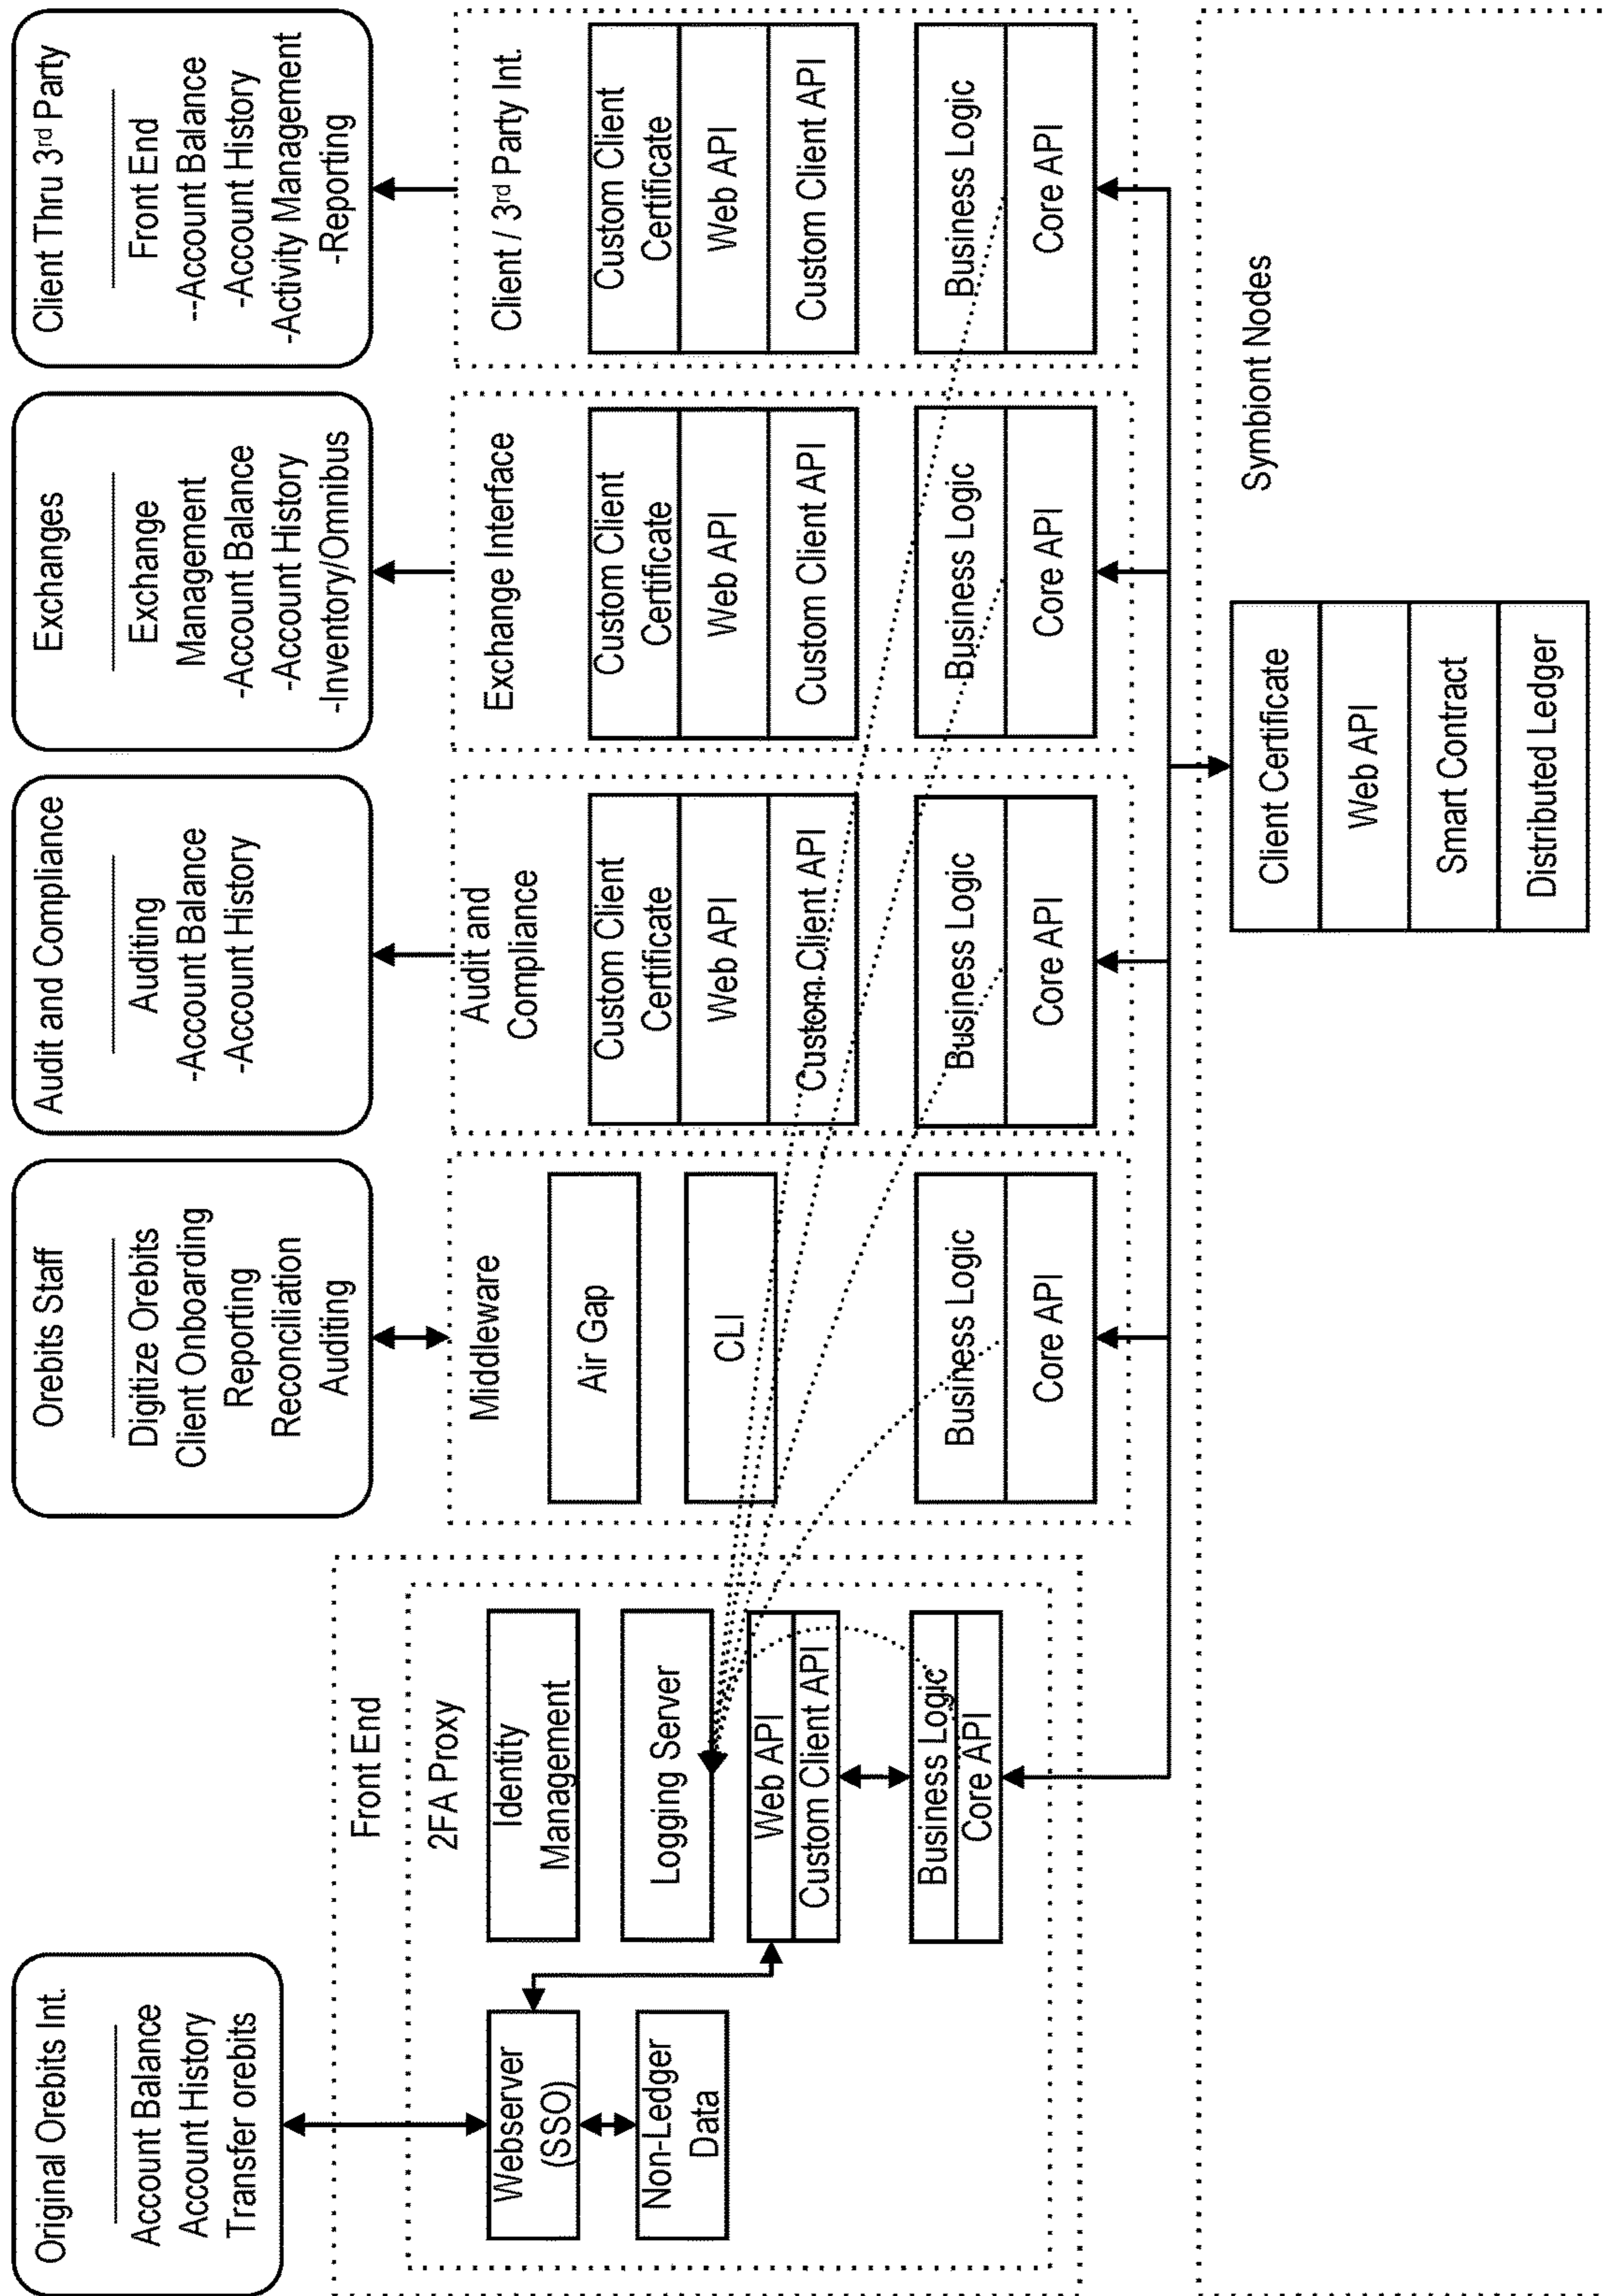 Original Orebits Int.
Account Balance
Account History
Transfer orebits
Orebits Staff
Digitize Orebits
Client Onboarding
Reporting
Reconciliation
Auditing
Audit and Compliance
Auditing
-Account Balance
-Account History
Exchanges
Exchange
Management
-Account Balance
-Account History
-Inventory/Omnibus
Client Thru 3rd Party
Front End
--Account Balance
-Account History
-Activity Management
-Reporting
Front End
2FA Proxy
Webserver
(SSO)
Non-Ledger
Data
Identity
Management
Logging Server
Web API
Custom Client API
Business Logic
Core API
Middleware
Air Gap
CLI
Business Logic
Core API
Audit and
Compliance
Custom Client
Certificate
Web API
Custom Client API
Business Logic
Core API
Exchange Interface
Custom Client
Certificate
Web API
Custom Client API
Business Logic
Core API
Client / 3rd Party Int.
Custom Client
Certificate
Web API
Custom Client API
Business Logic
Core API
Symbiont Nodes
Client Certificate
Web API
Smart Contract
Distributed Ledger